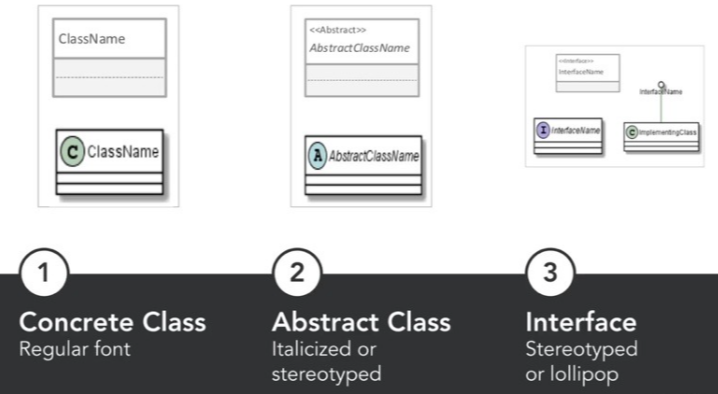 ClassName
C ClassName
<<Abstract>>
AbstractClassName
A AbstractClassName
<<Interface>>
InterfaceName
InterfaceName
I InterfaceName
C ImplementingClass
1
Concrete Class
Regular font
2
Abstract Class
Italicized or
stereotyped
3
Interface
Stereotyped
or lollipop